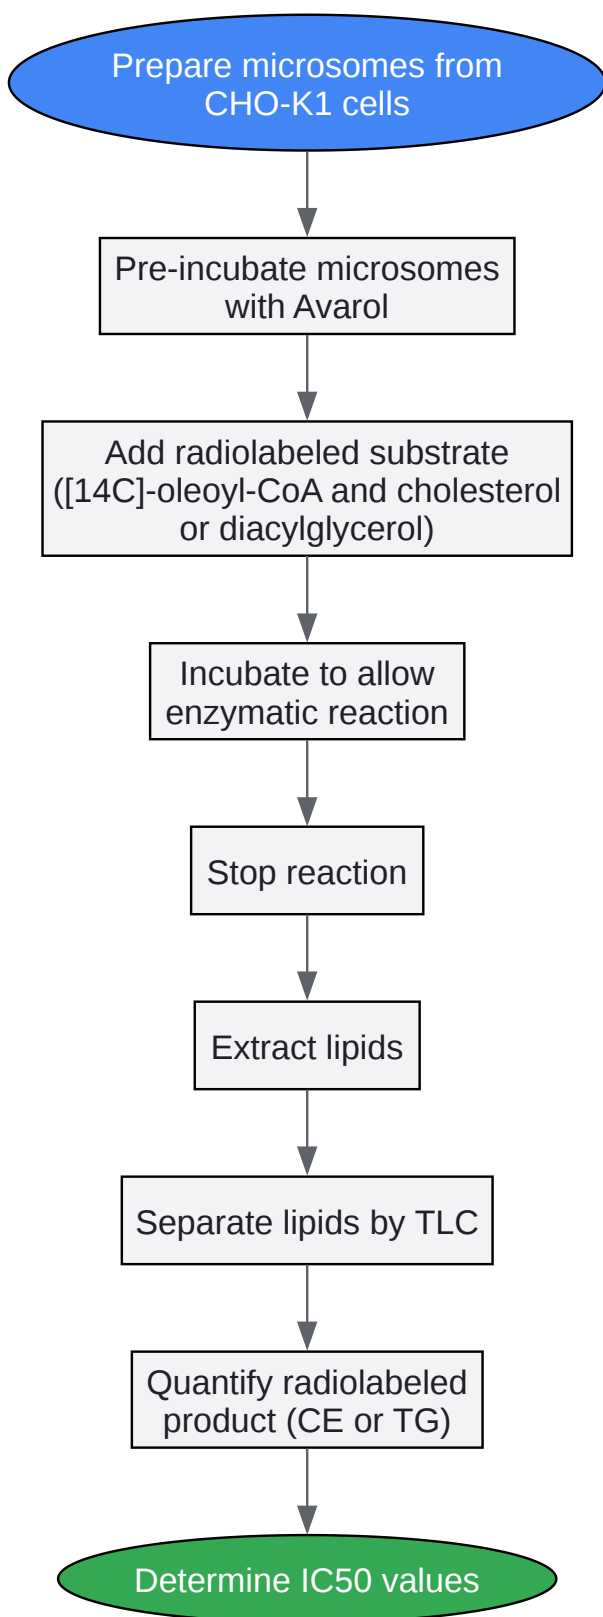 Prepare microsomes from
CHO-K1 cells
Pre-incubate microsomes
with Avarol
Add radiolabeled substrate
([14C]-oleoyl-CoA and cholesterol
or diacylglycerol)
Incubate to allow
enzymatic reaction
Stop reaction
Extract lipids
Separate lipids by TLC
Quantify radiolabeled
product (CE or TG)
Determine IC50 values